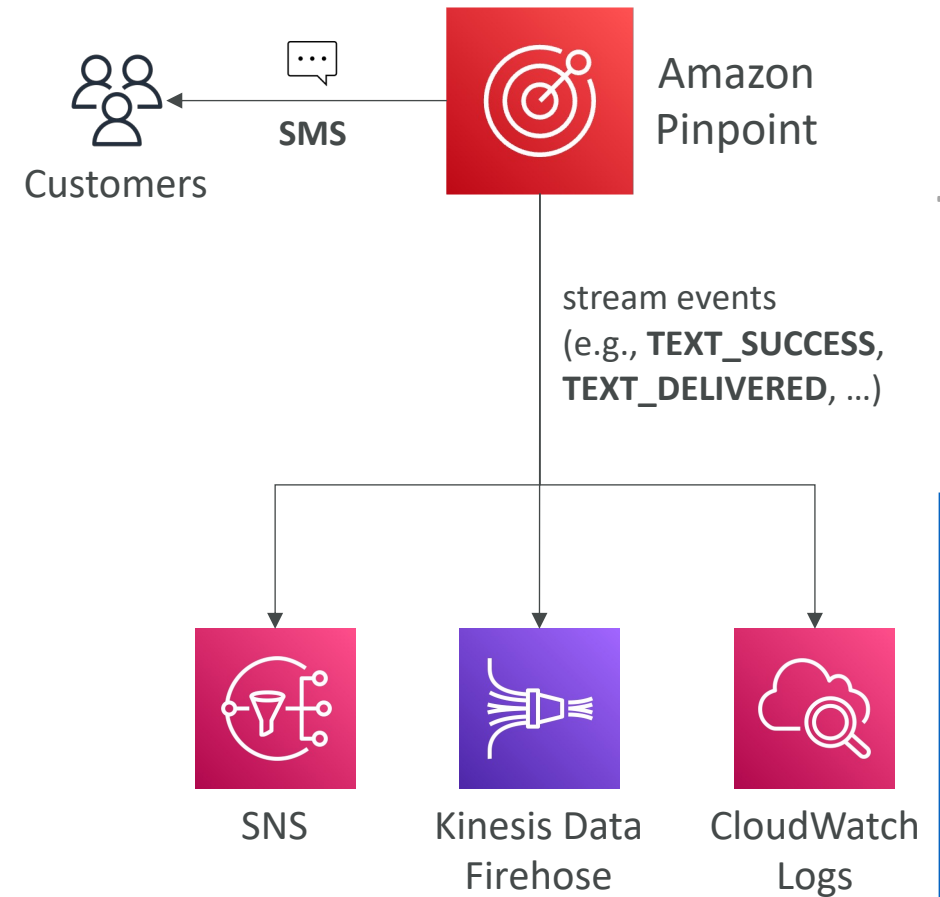 Amazon
Pinpoint
SMS
Customers
stream events
(e.g., TEXT_SUCCESS,
TEXT_DELIVERED, ...)
SNS
Kinesis Data
Firehose
CloudWatch
Logs